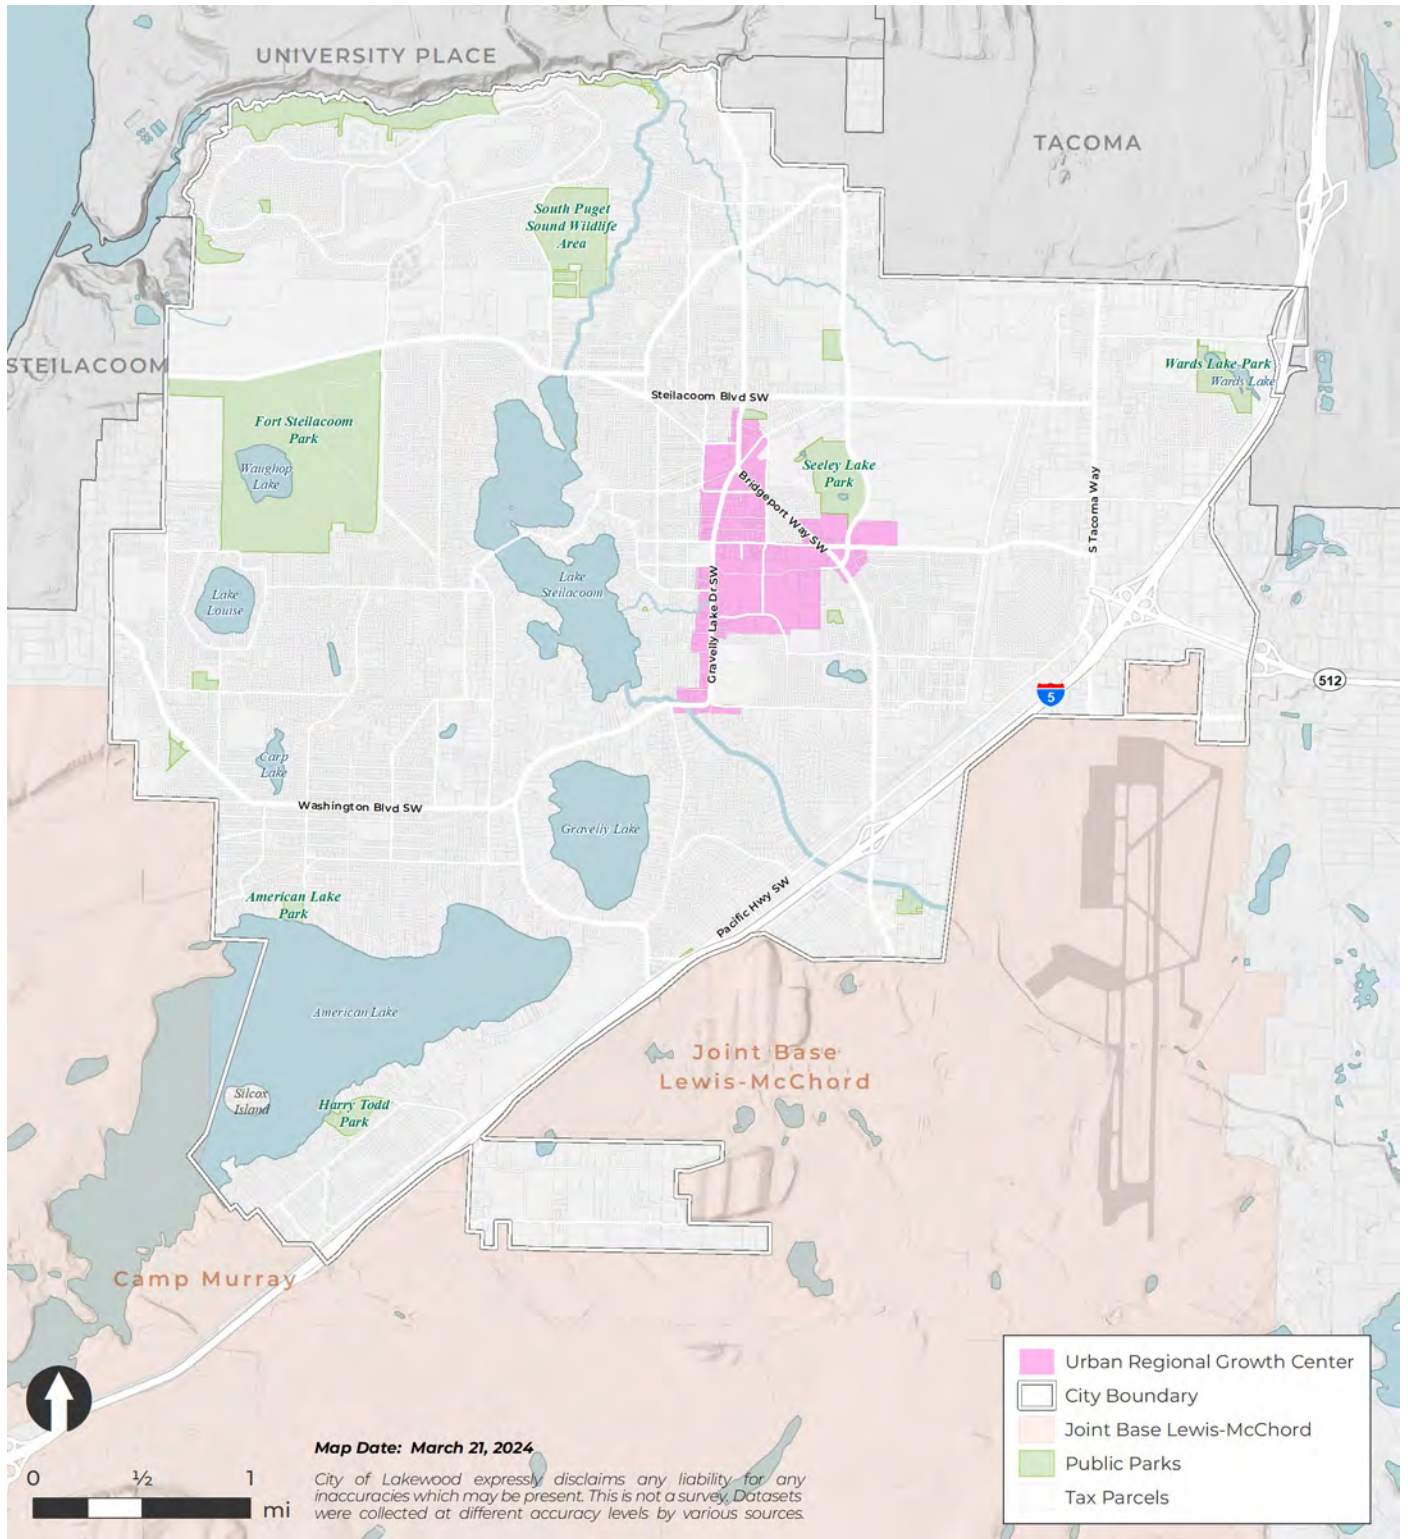 UNIVERSITY PLACE
TACOMA
South Puget
Sound Wildlife
Area
STEILACOOM
Wards Lake Park
Wards Lake
Steilacoom Blvd SW
Fort Steilacoom
Park
Waughop
Lake
Seeley Lake
Park
Bridgeport Way SW
S Tacoma Way
Lake
Steilacoom
Lake
Louise
Gravelly Lake Dr SW
512
5
Carp
Lake
Washington Blvd SW
Gravelly Lake
American Lake
Park
Pacific Hwy SW
American Lake
Joint Base
Lewis-McChord
Silcox
Island
Harry Todd
Park
Camp Murray
Urban Regional Growth Center
City Boundary
Joint Base Lewis-McChord
Public Parks
Tax Parcels
0 ½ 1
mi
Map Date: March 21, 2024
City of Lakewood expressly disclaims any liability for any
inaccuracies which may be present. This is not a survey. Datasets
were collected at different accuracy levels by various sources.